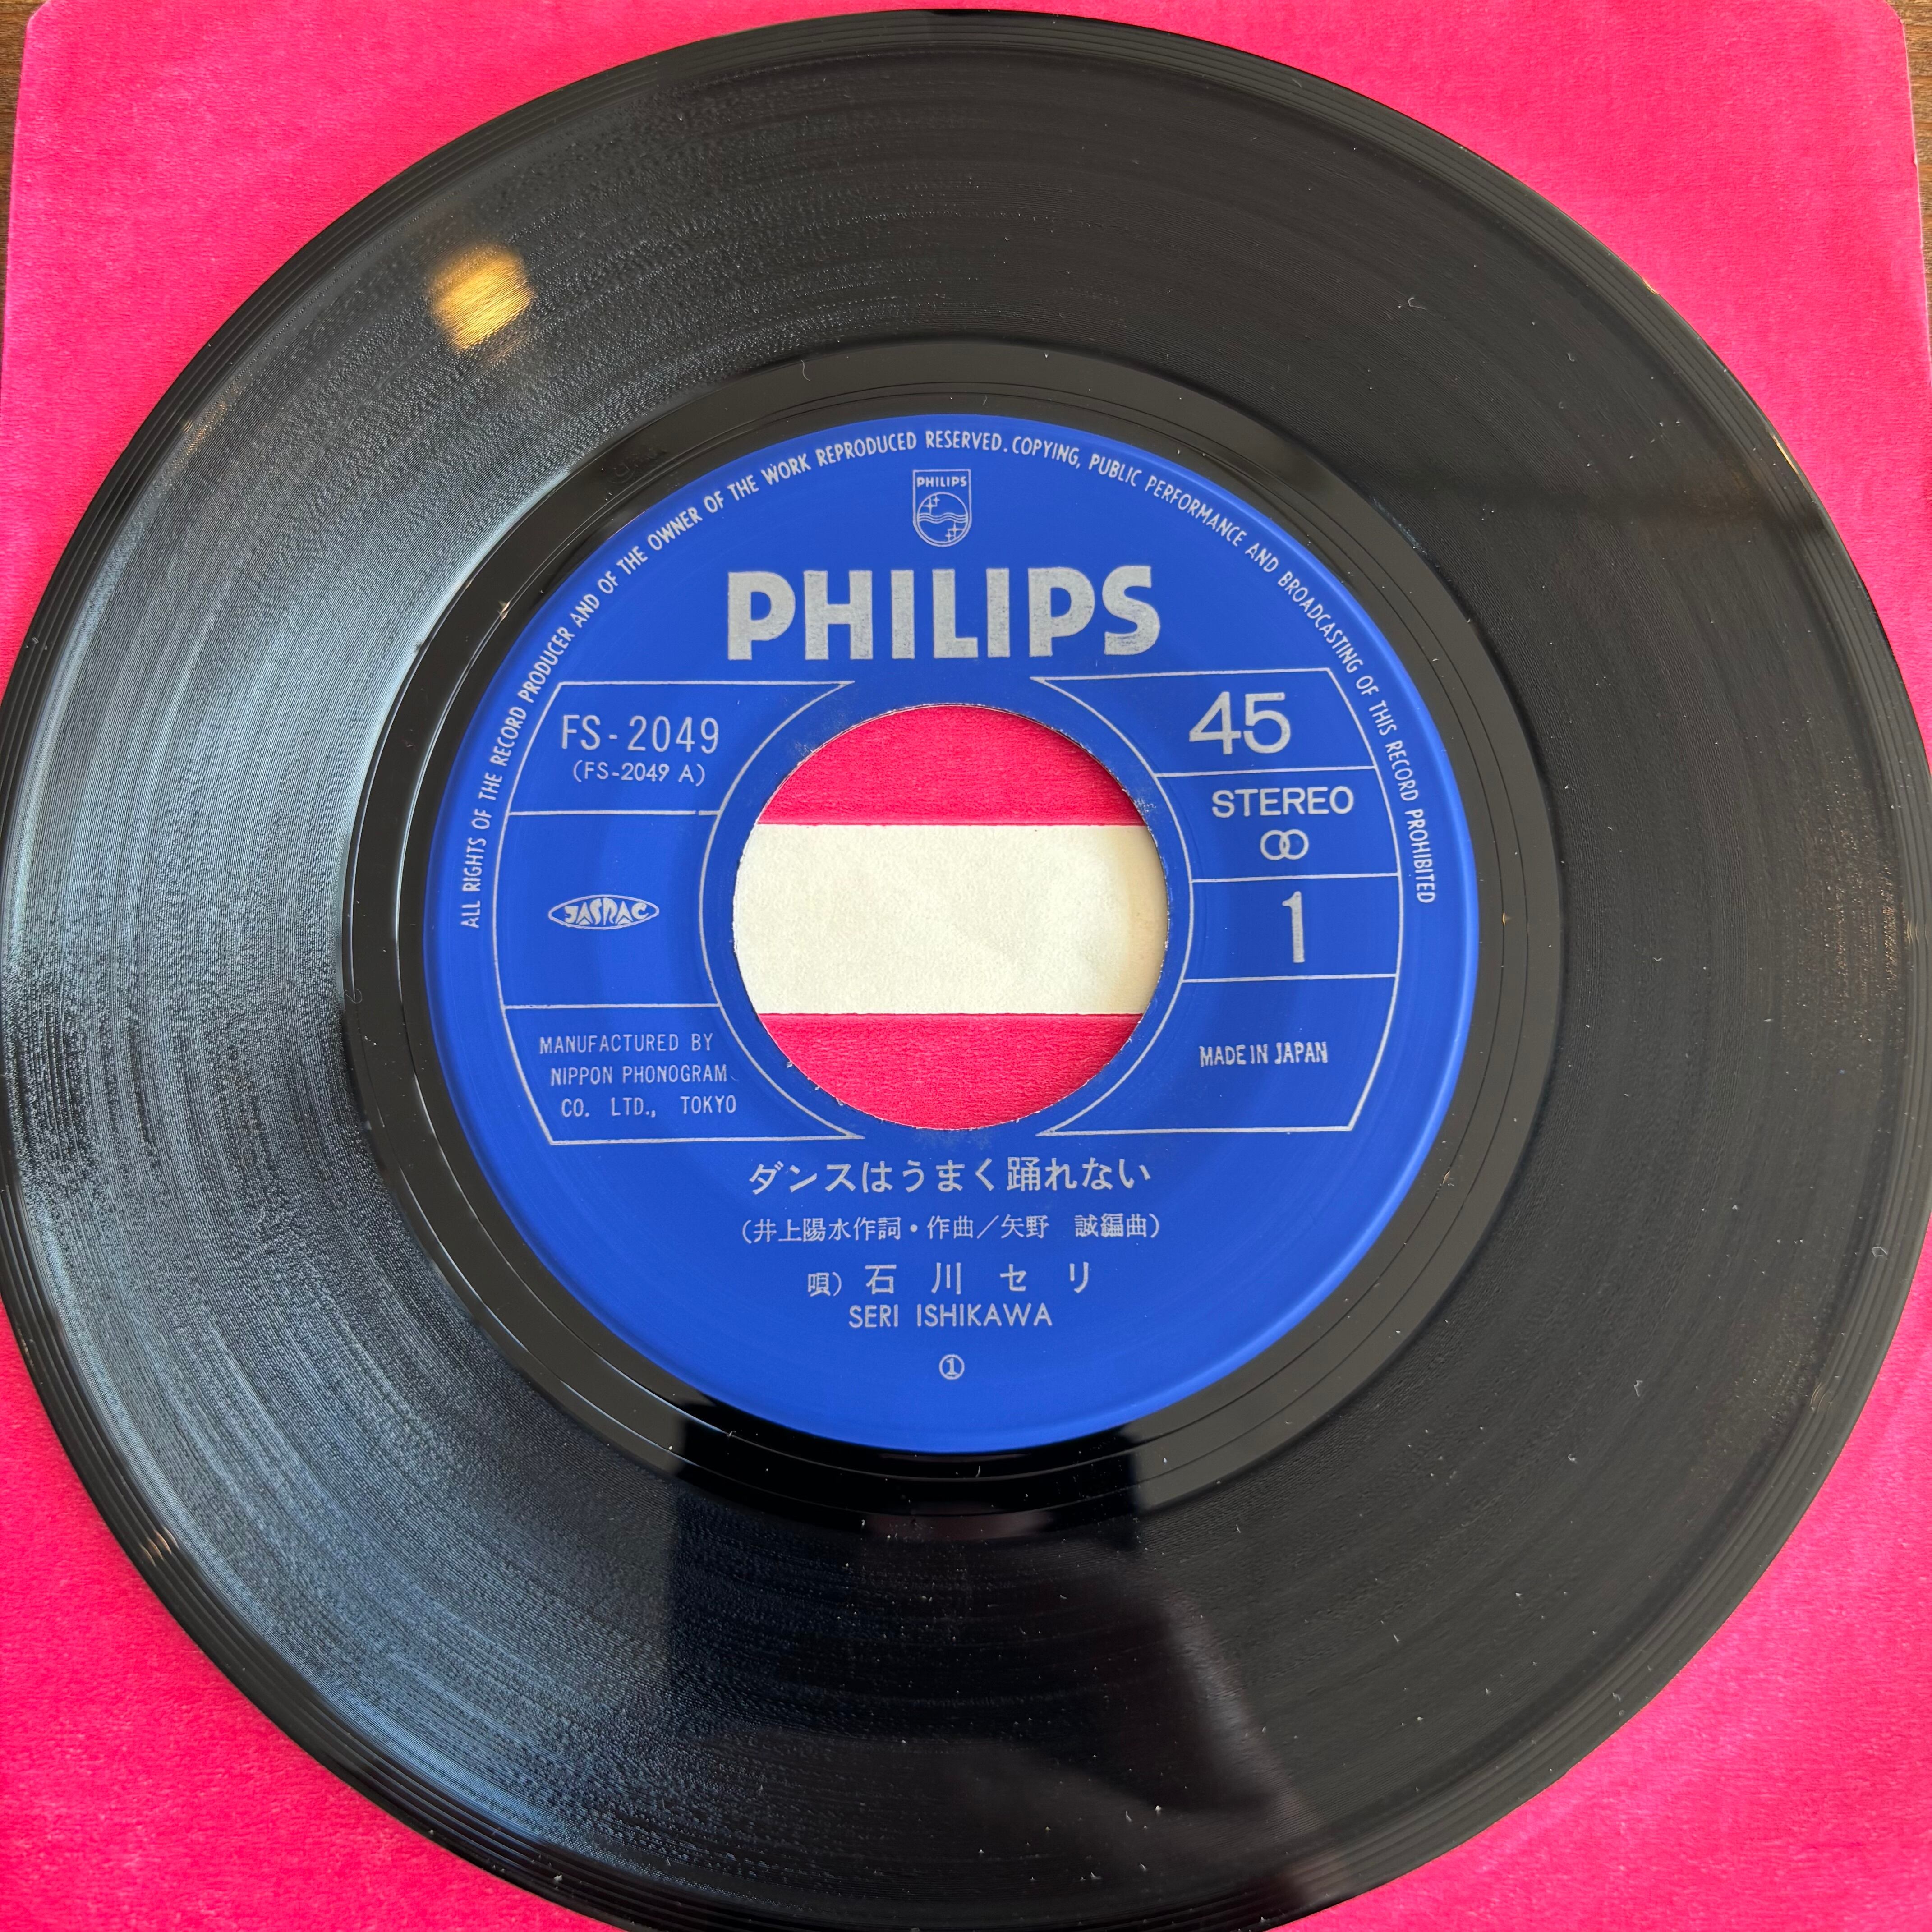 ALL RIGHTS OF THE RECORD PRODUCER AND OF THE OWNER OF THE WORK REPRODUCED RESERVED. COPYING, PUBLIC PERFORMANCE AND BROADCASTING OF THIS RECORD PROHIBITED
PHILIPS
PHILIPS
FS-2049
(FS-2049 A)
45
STEREO
JASRAC
1
MANUFACTURED BY
NIPPON PHONOGRAM
CO. LTD., TOKYO
MADE IN JAPAN
ダンスはうまく踊れない
(井上陽水作詞・作曲/矢野 誠編曲)
唄) 石川セリ
SERI ISHIKAWA
①